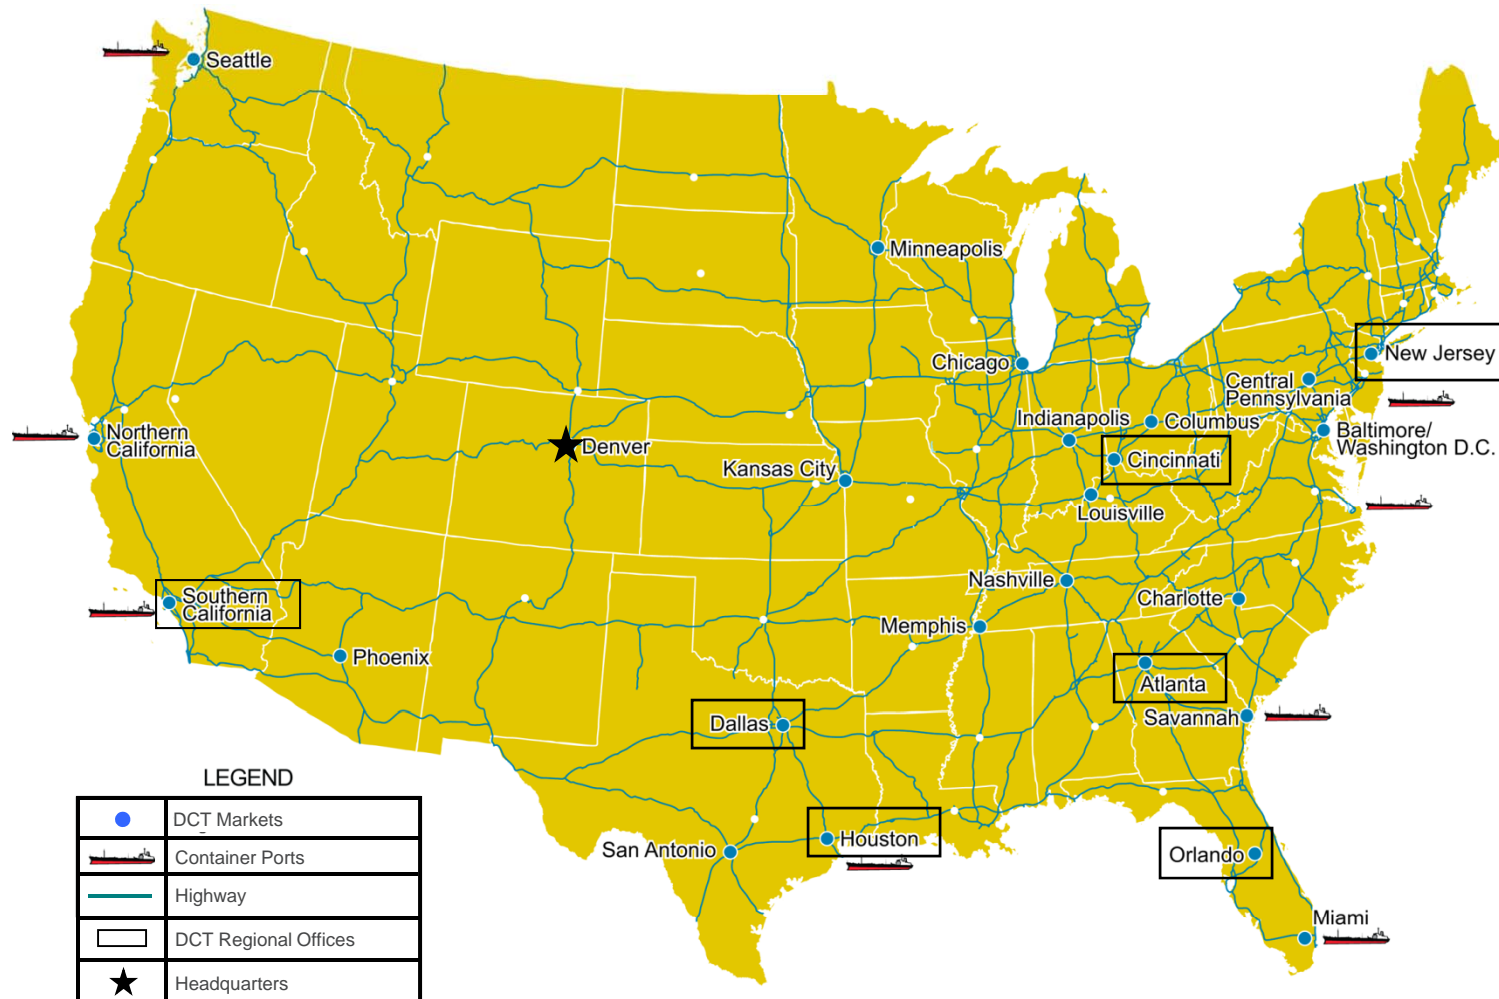 Seattle
Minneapolis
Chicago
New Jersey
Central
Pennsylvania
Indianapolis
Columbus
Baltimore/
Washington D.C.
Northern
California
Denver
Kansas City
Cincinnati
Louisville
Southern
California
Nashville
Charlotte
Memphis
Phoenix
Atlanta
Dallas
Savannah
San Antonio
Houston
Orlando
Miami
LEGEND
DCT Markets
Container Ports
Highway
DCT Regional Offices
Headquarters